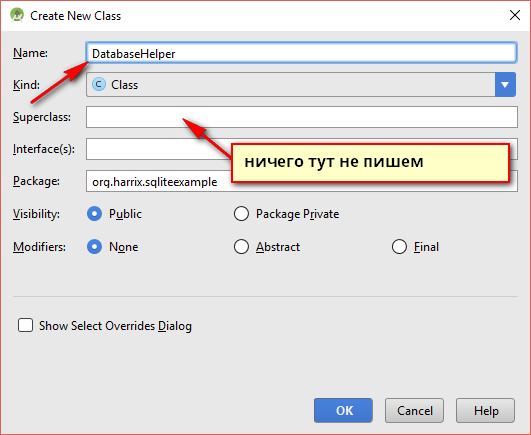 Create New Class
Name: DatabaseHelper
Kind: C Class
Superclass:
ничего тут не пишем
Interface(s):
Package: org.harrix.sqliteexample
Visibility: Public Package Private
Modifiers: None Abstract Final
Show Select Overrides Dialog
OK Cancel Help